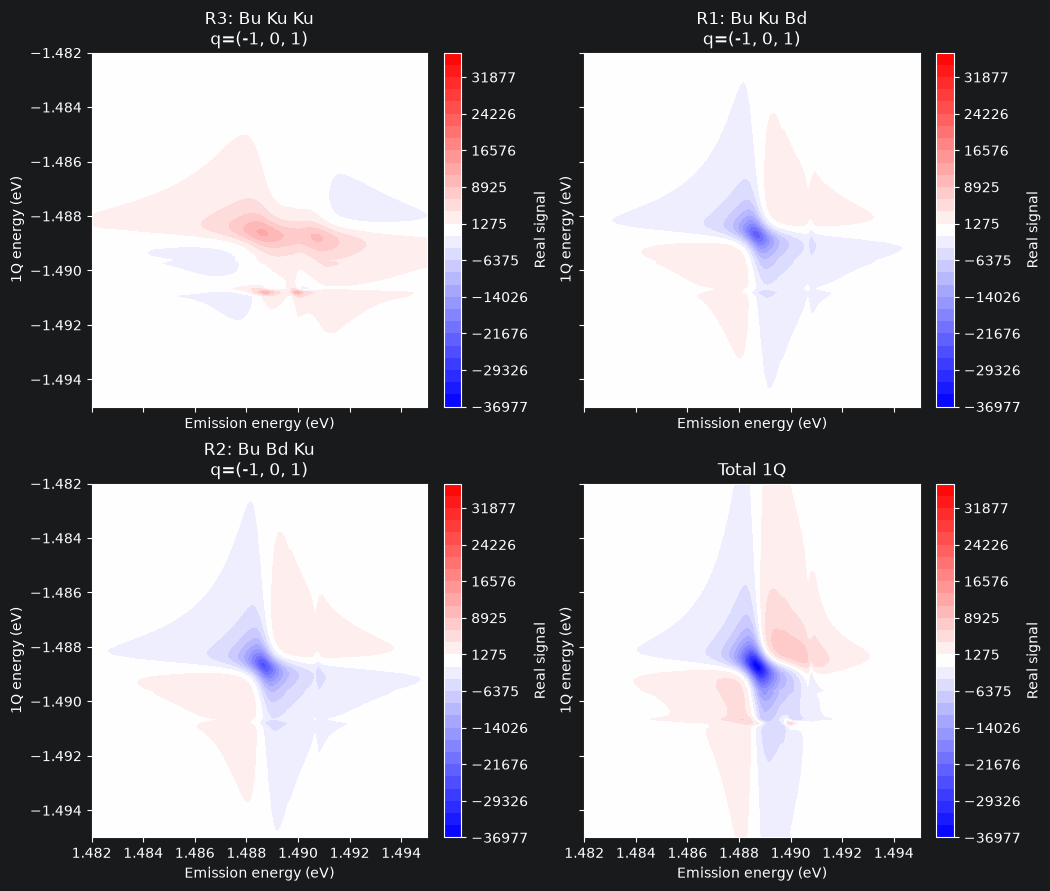 R3: Bu Ku Ku
q=(-1, 0, 1)
−1.482
−1.484
−1.486
−1.488
−1.490
−1.492
−1.494
1Q energy (eV)
Emission energy (eV)
31877
24226
16576
8925
1275
−6375
−14026
−21676
−29326
−36977
Real signal
R1: Bu Ku Bd
q=(-1, 0, 1)
1Q energy (eV)
Emission energy (eV)
31877
24226
16576
8925
1275
−6375
−14026
−21676
−29326
−36977
Real signal
R2: Bu Bd Ku
q=(-1, 0, 1)
−1.482
−1.484
−1.486
−1.488
−1.490
−1.492
−1.494
1Q energy (eV)
1.482 1.484 1.486 1.488 1.490 1.492 1.494
Emission energy (eV)
31877
24226
16576
8925
1275
−6375
−14026
−21676
−29326
−36977
Real signal
Total 1Q
1Q energy (eV)
1.482 1.484 1.486 1.488 1.490 1.492 1.494
Emission energy (eV)
31877
24226
16576
8925
1275
−6375
−14026
−21676
−29326
−36977
Real signal